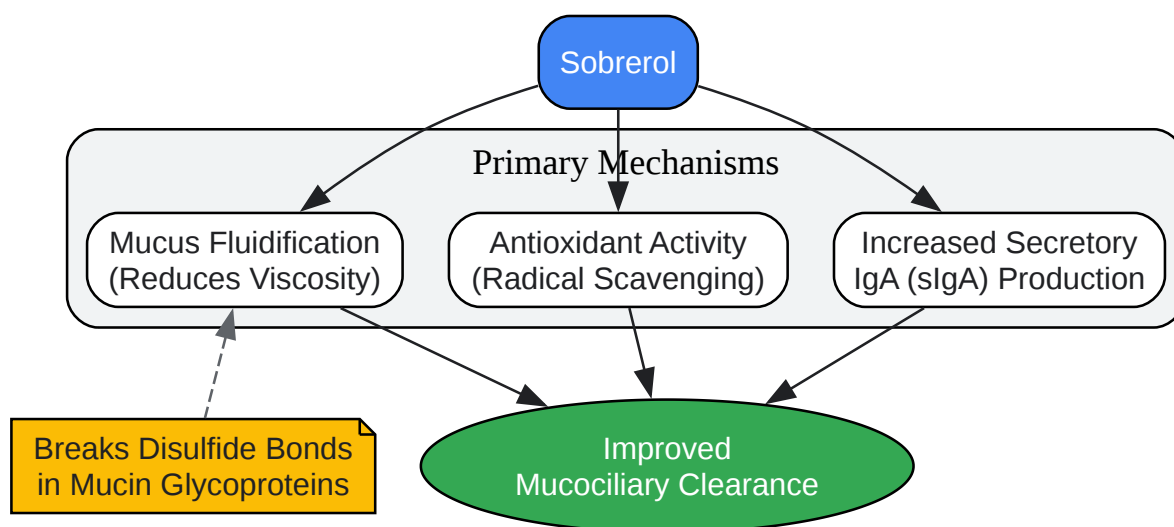 Sobrerol
Primary Mechanisms
Mucus Fluidification
(Reduces Viscosity)
Antioxidant Activity
(Radical Scavenging)
Increased Secretory
IgA (sIgA) Production
Breaks Disulfide Bonds
in Mucin Glycoproteins
Improved
Mucociliary Clearance